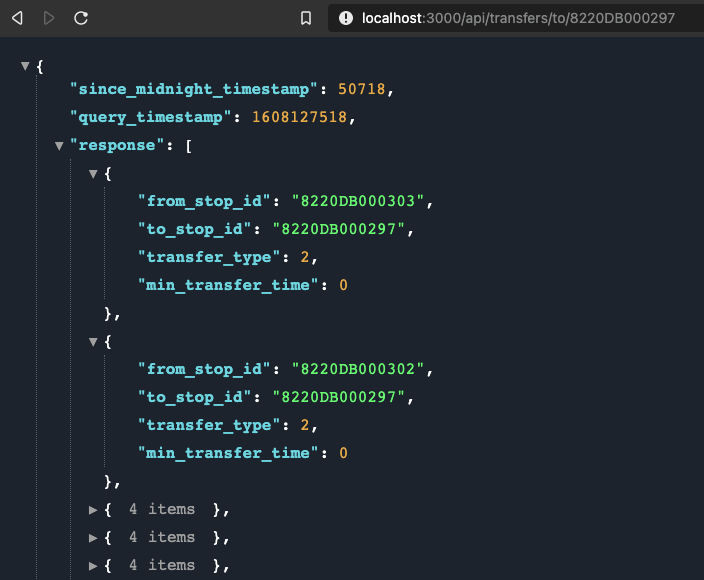 localhost:3000/api/transfers/to/8220DB000297
{
"since_midnight_timestamp": 50718,
"query_timestamp": 1608127518,
"response": [
{
"from_stop_id": "8220DB000303",
"to_stop_id": "8220DB000297",
"transfer_type": 2,
"min_transfer_time": 0
},
{
"from_stop_id": "8220DB000302",
"to_stop_id": "8220DB000297",
"transfer_type": 2,
"min_transfer_time": 0
},
{ 4 items },
{ 4 items },
{ 4 items },